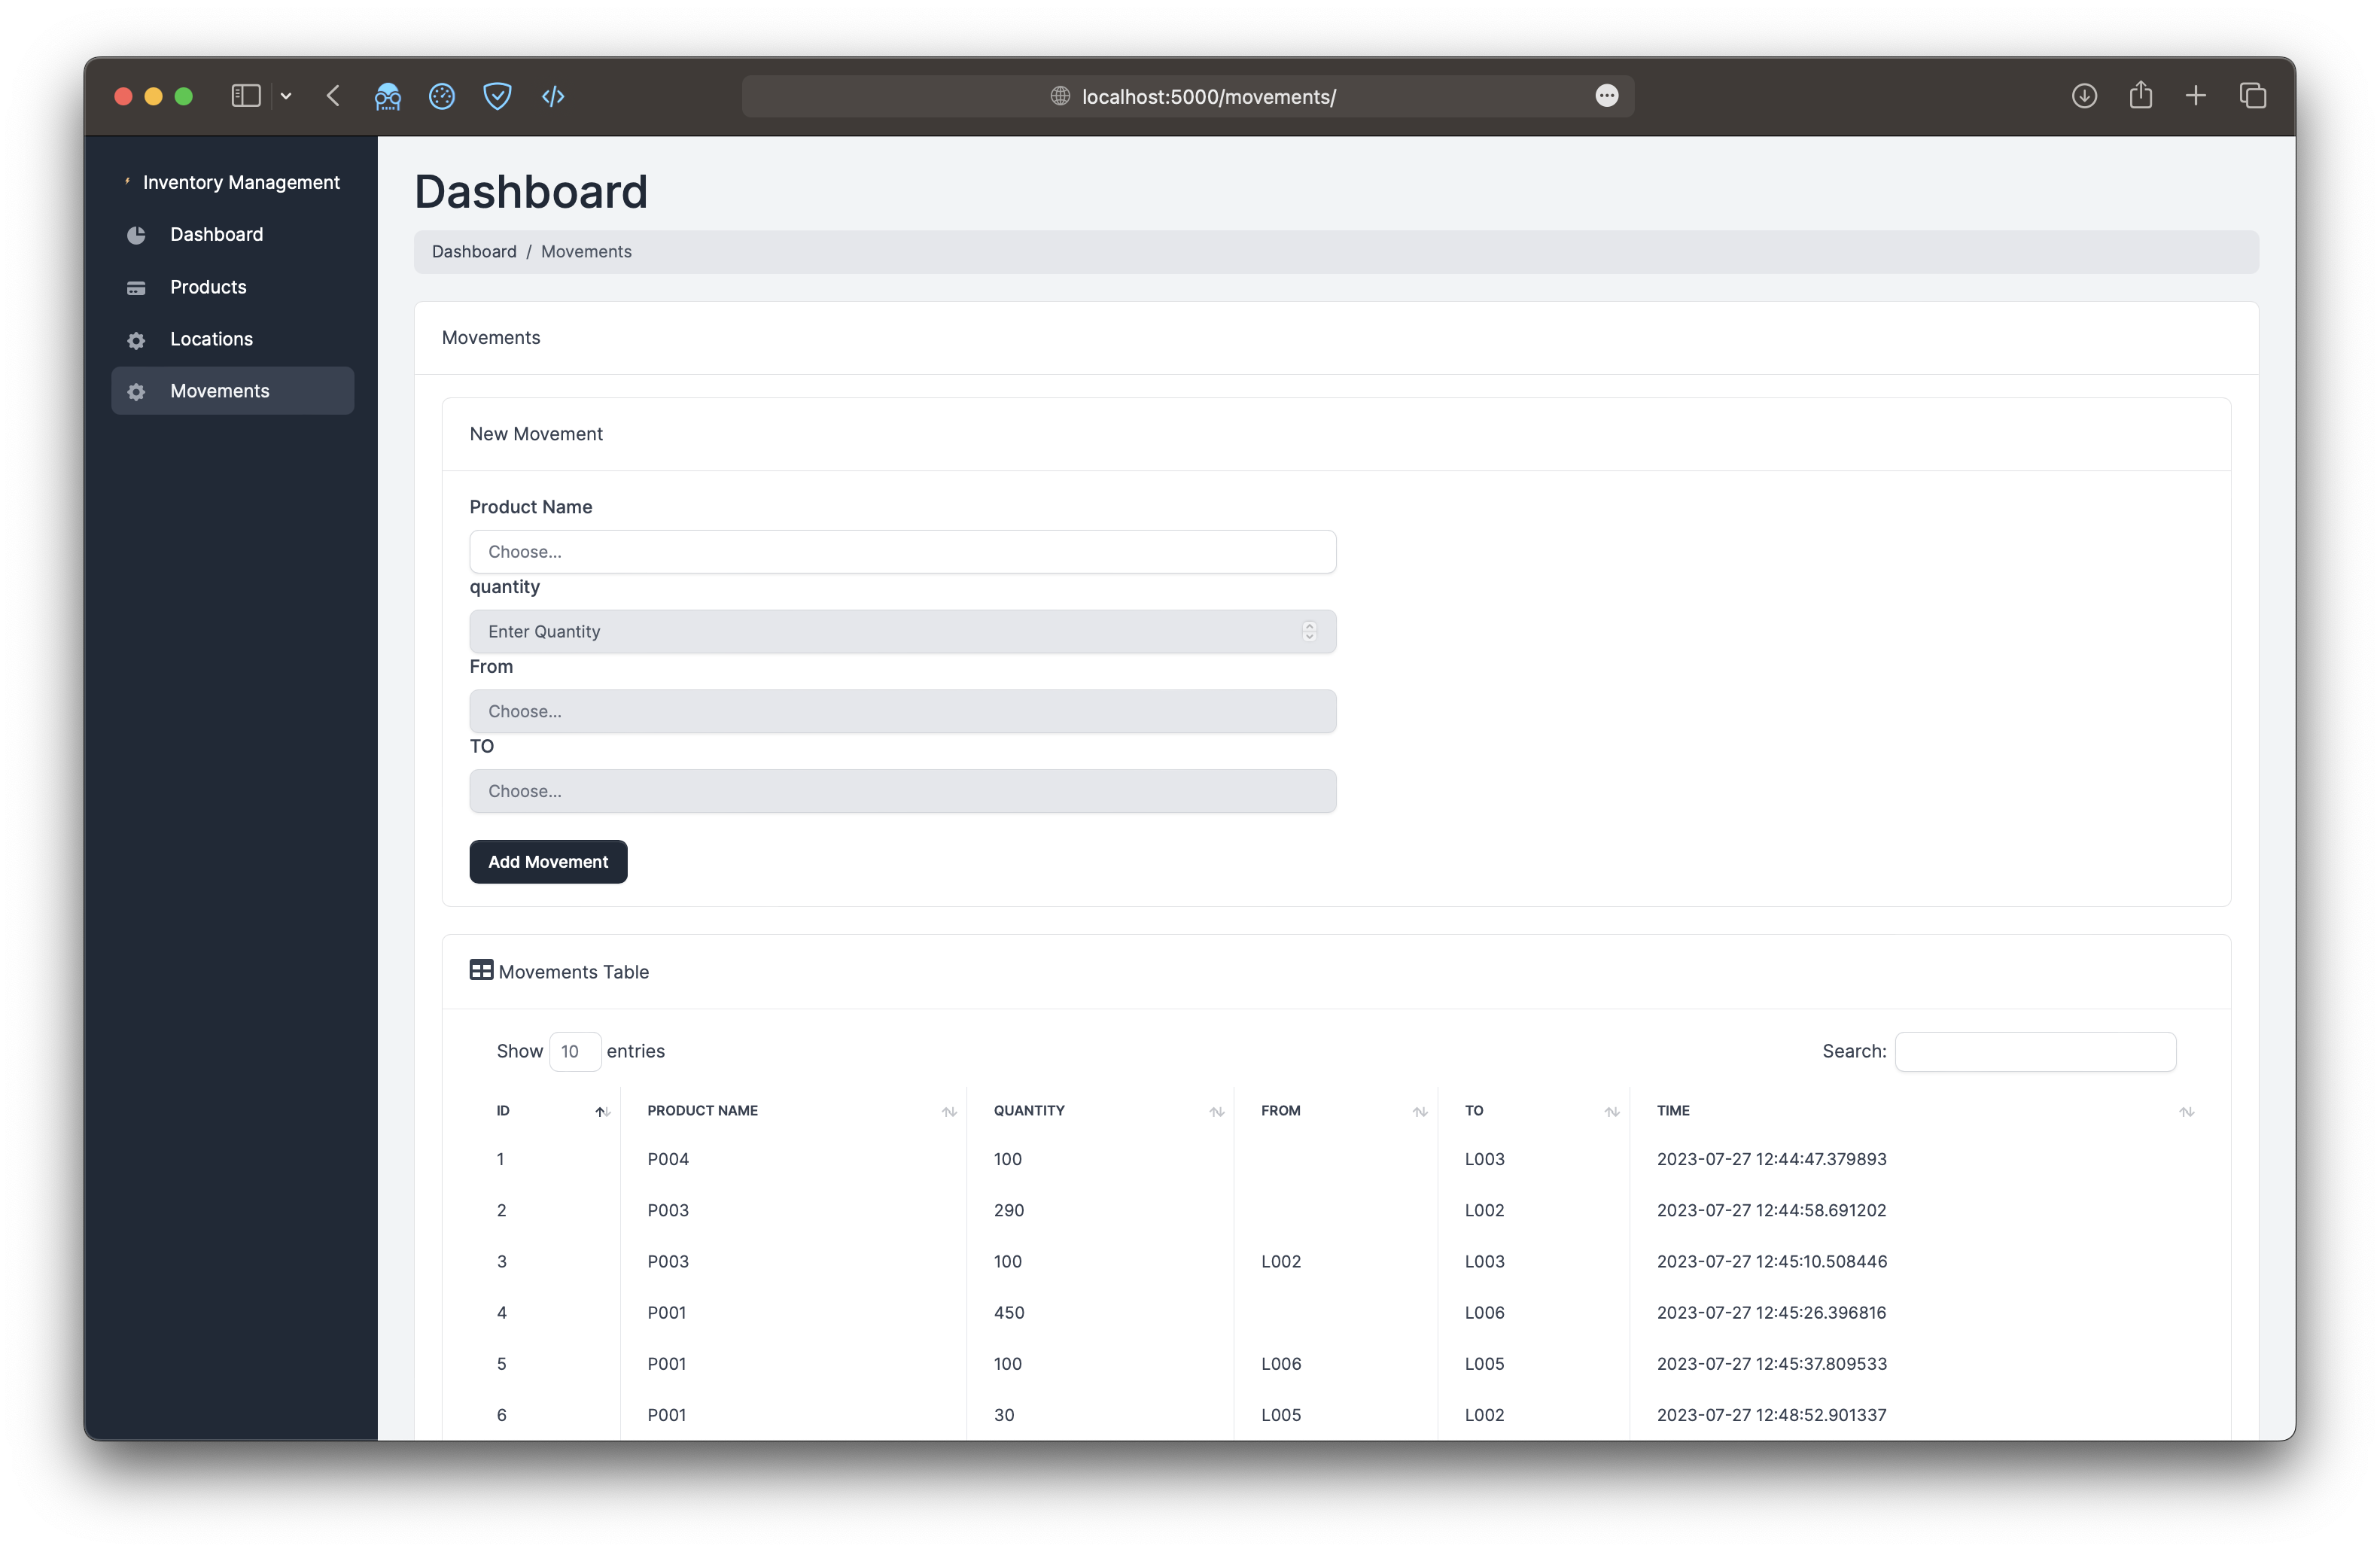 localhost:5000/movements/
Inventory Management
Dashboard
Products
Locations
Movements
Dashboard
Dashboard / Movements
Movements
New Movement
Product Name
Choose...
quantity
Enter Quantity
From
Choose...
TO
Choose...
Add Movement
Movements Table
Show 10 entries Search:
ID PRODUCT NAME QUANTITY FROM TO TIME
1 P004 100 L003 2023-07-27 12:44:47.379893
2 P003 290 L002 2023-07-27 12:44:58.691202
3 P003 100 L002 L003 2023-07-27 12:45:10.508446
4 P001 450 L006 2023-07-27 12:45:26.396816
5 P001 100 L006 L005 2023-07-27 12:45:37.809533
6 P001 30 L005 L002 2023-07-27 12:48:52.901337